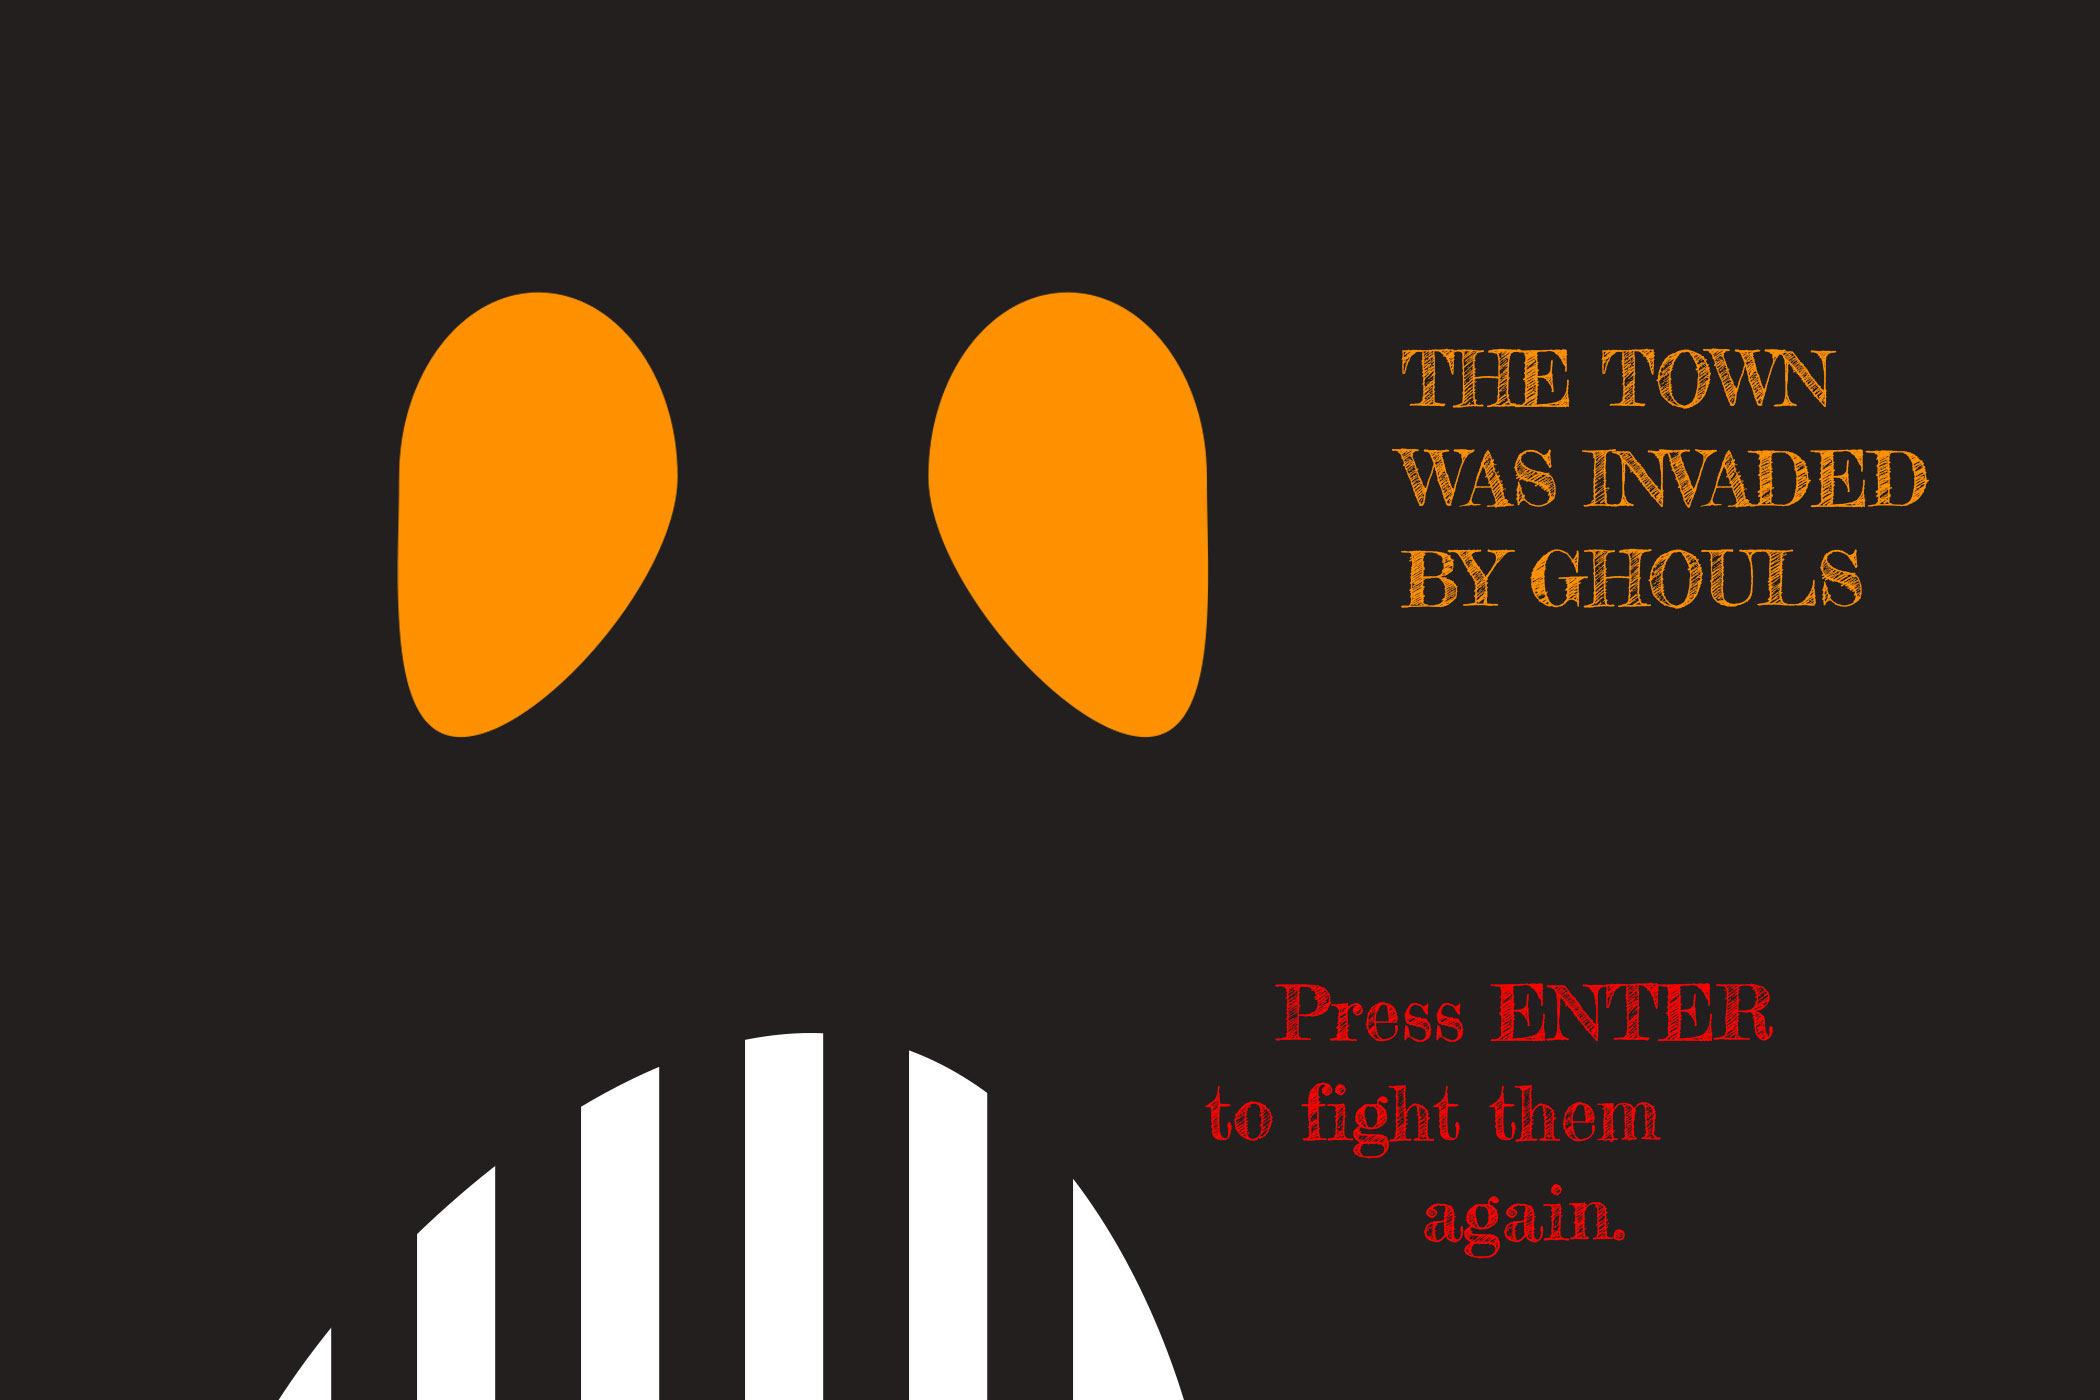 THE TOWN
WAS INVADED
BY GHOULS
Press ENTER
to fight them
again.